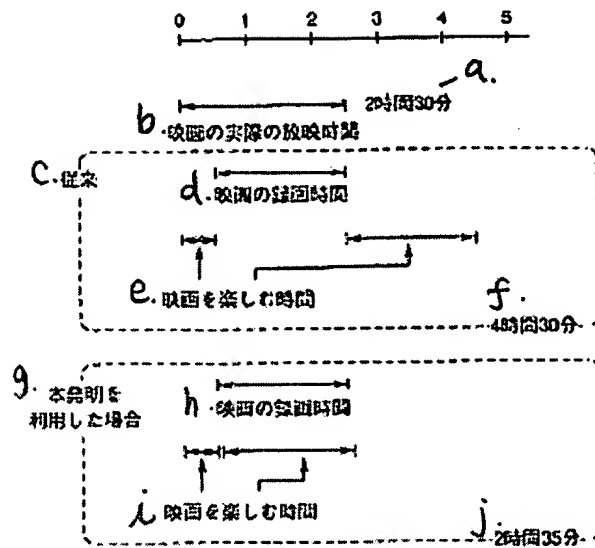 0 1 2 3 4 5
a.
2時間30分
b.映画の実際の放映時間
c.従来
d.映画の録画時間
e.映画を楽しむ時間
f.
4時間30分
g.
本発明を
利用した場合
h.映画の録画時間
i 映画を楽しむ時間
j.
2時間35分